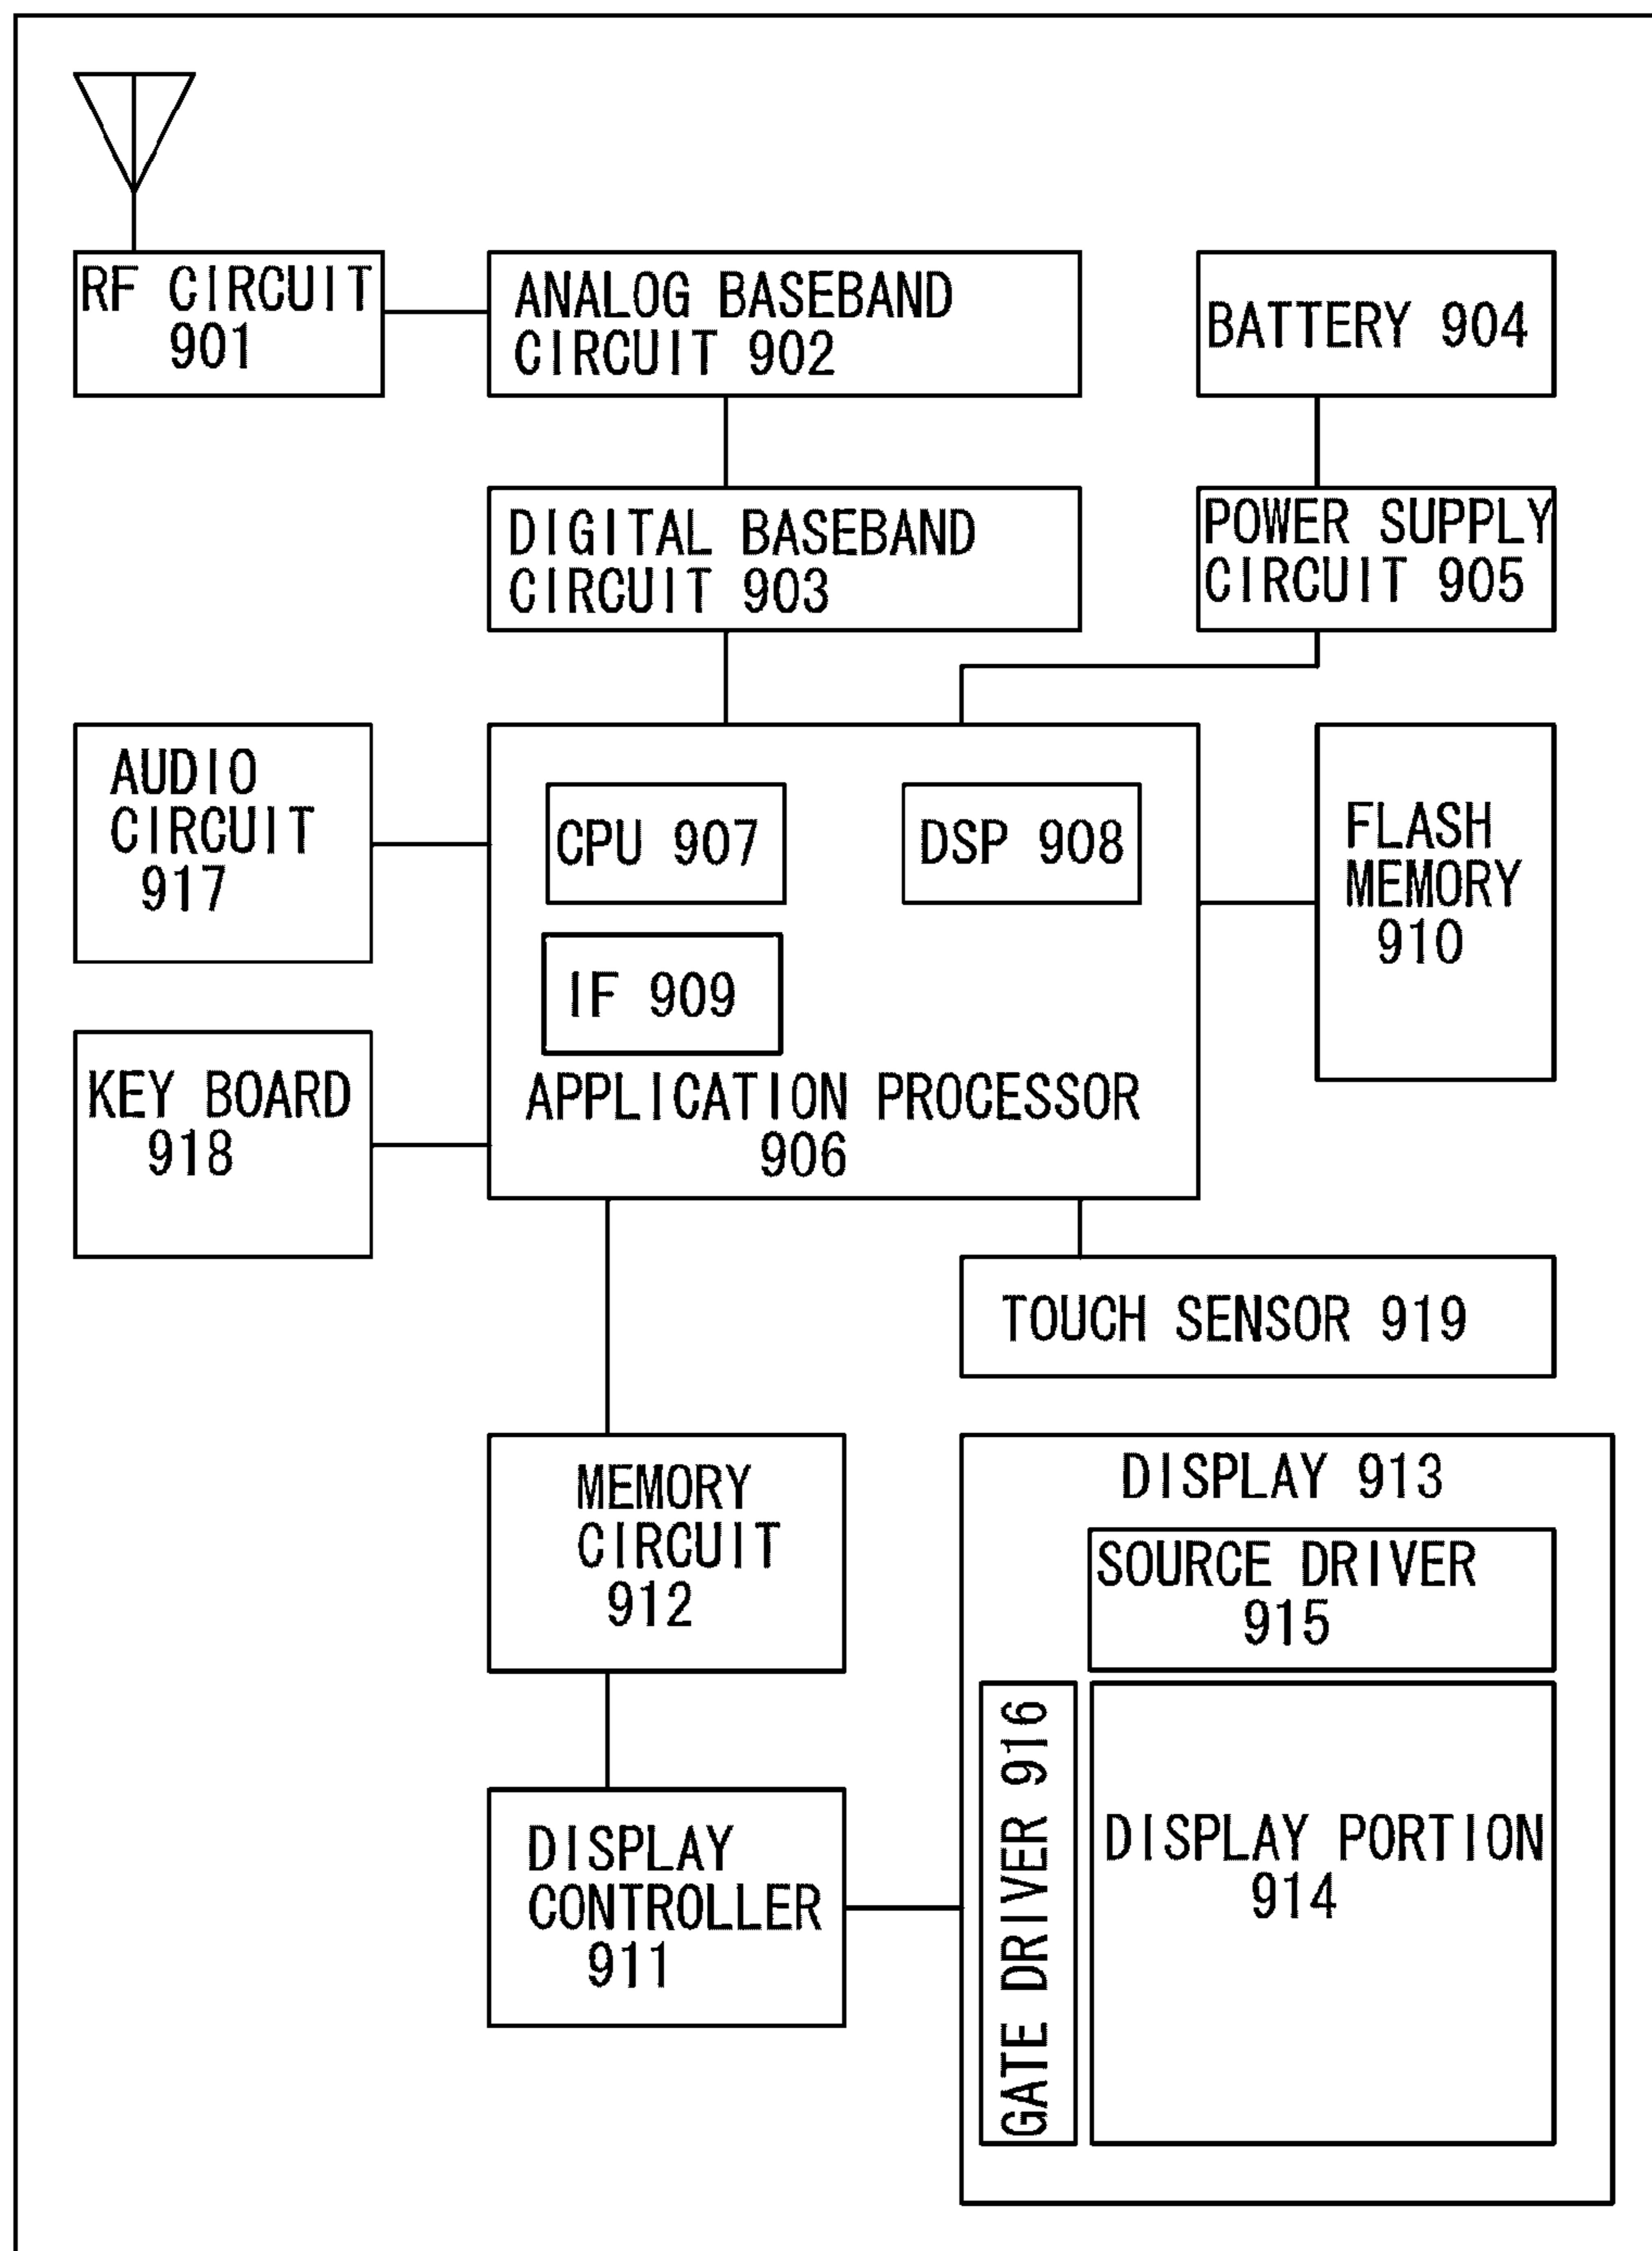 RF CIRCUIT
901
ANALOG BASEBAND
CIRCUIT 902
BATTERY 904
DIGITAL BASEBAND
CIRCUIT 903
POWER SUPPLY
CIRCUIT 905
AUDIO
CIRCUIT
917
CPU 907
DSP 908
FLASH
MEMORY
910
IF 909
KEY BOARD
918
APPLICATION PROCESSOR
906
TOUCH SENSOR 919
MEMORY
CIRCUIT
912
DISPLAY 913
SOURCE DRIVER
915
GATE DRIVER 916
DISPLAY PORTION
914
DISPLAY
CONTROLLER
911